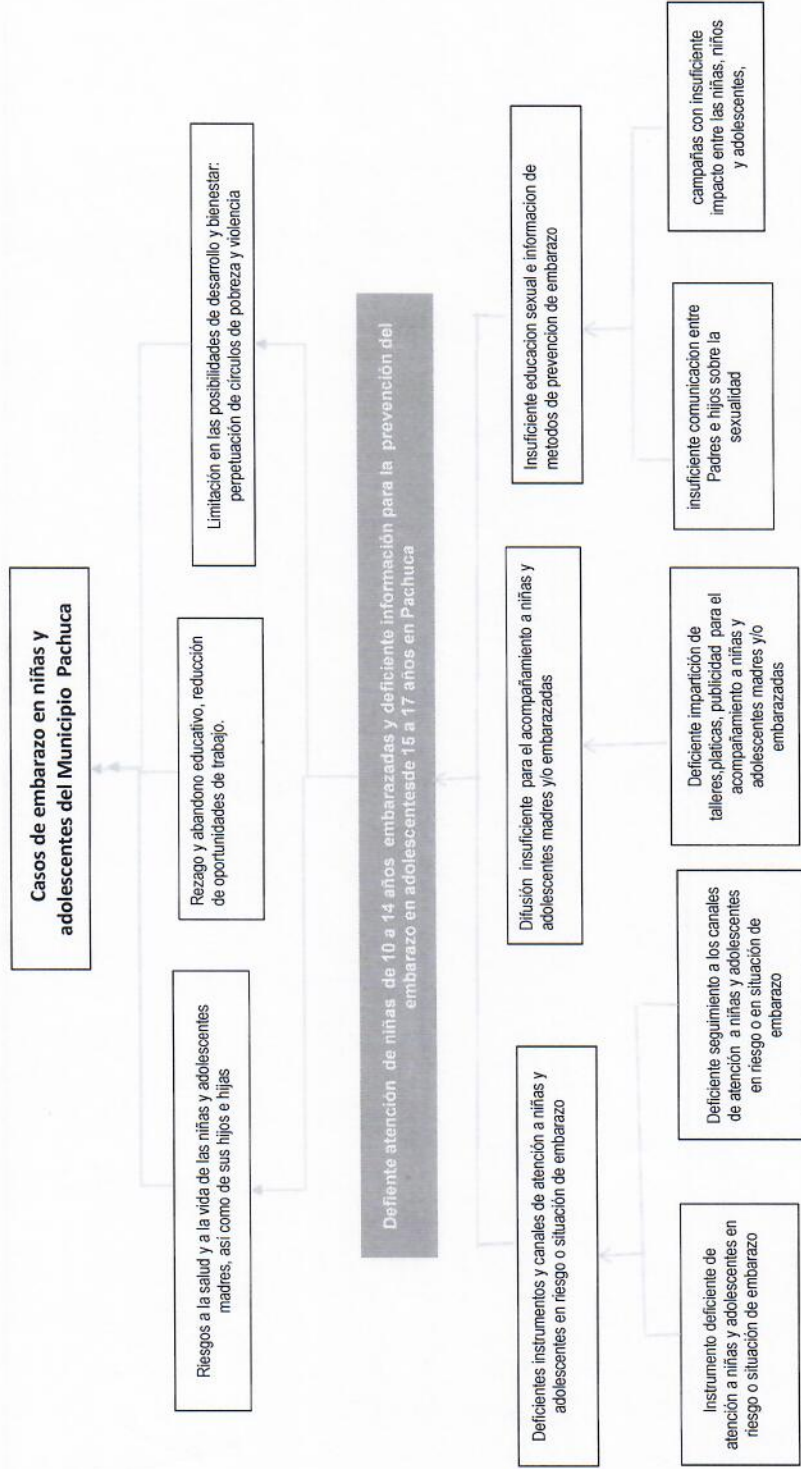 Casos de embarazo en niñas y
adolescentes del Municipio Pachuca
Riesgos a la salud y a la vida de las niñas y adolescentes
madres, así como de sus hijos e hijas
Rezago y abandono educativo, reducción
de oportunidades de trabajo.
Limitación en las posibilidades de desarrollo y bienestar:
perpetuación de círculos de pobreza y violencia
Defiente atención de niñas de 10 a 14 años embarazadas y deficiente información para la prevención del
embarazo en adolescentesde 15 a 17 años en Pachuca
Deficientes instrumentos y canales de atención a niñas y
adolescentes en riesgo o situación de embarazo
Difusión insuficiente para el acompañamiento a niñas y
adolescentes madres y/o embarazadas
Insuficiente educacion sexual e informacion de
metodos de prevencion de embarazo
Instrumento deficiente de
atención a niñas y adolescentes en
riesgo o situación de embarazo
Deficiente seguimiento a los canales
de atención a niñas y adolescentes
en riesgo o en situación de
embarazo
Deficiente impartición de
talleres,platicas, publicidad para el
acompañamiento a niñas y
adolescentes madres y/o
embarazadas
insuficiente comunicacion entre
Padres e hijos sobre la
sexualidad
campañas con insuficiente
impacto entre las niñas, niños
y adolescentes,